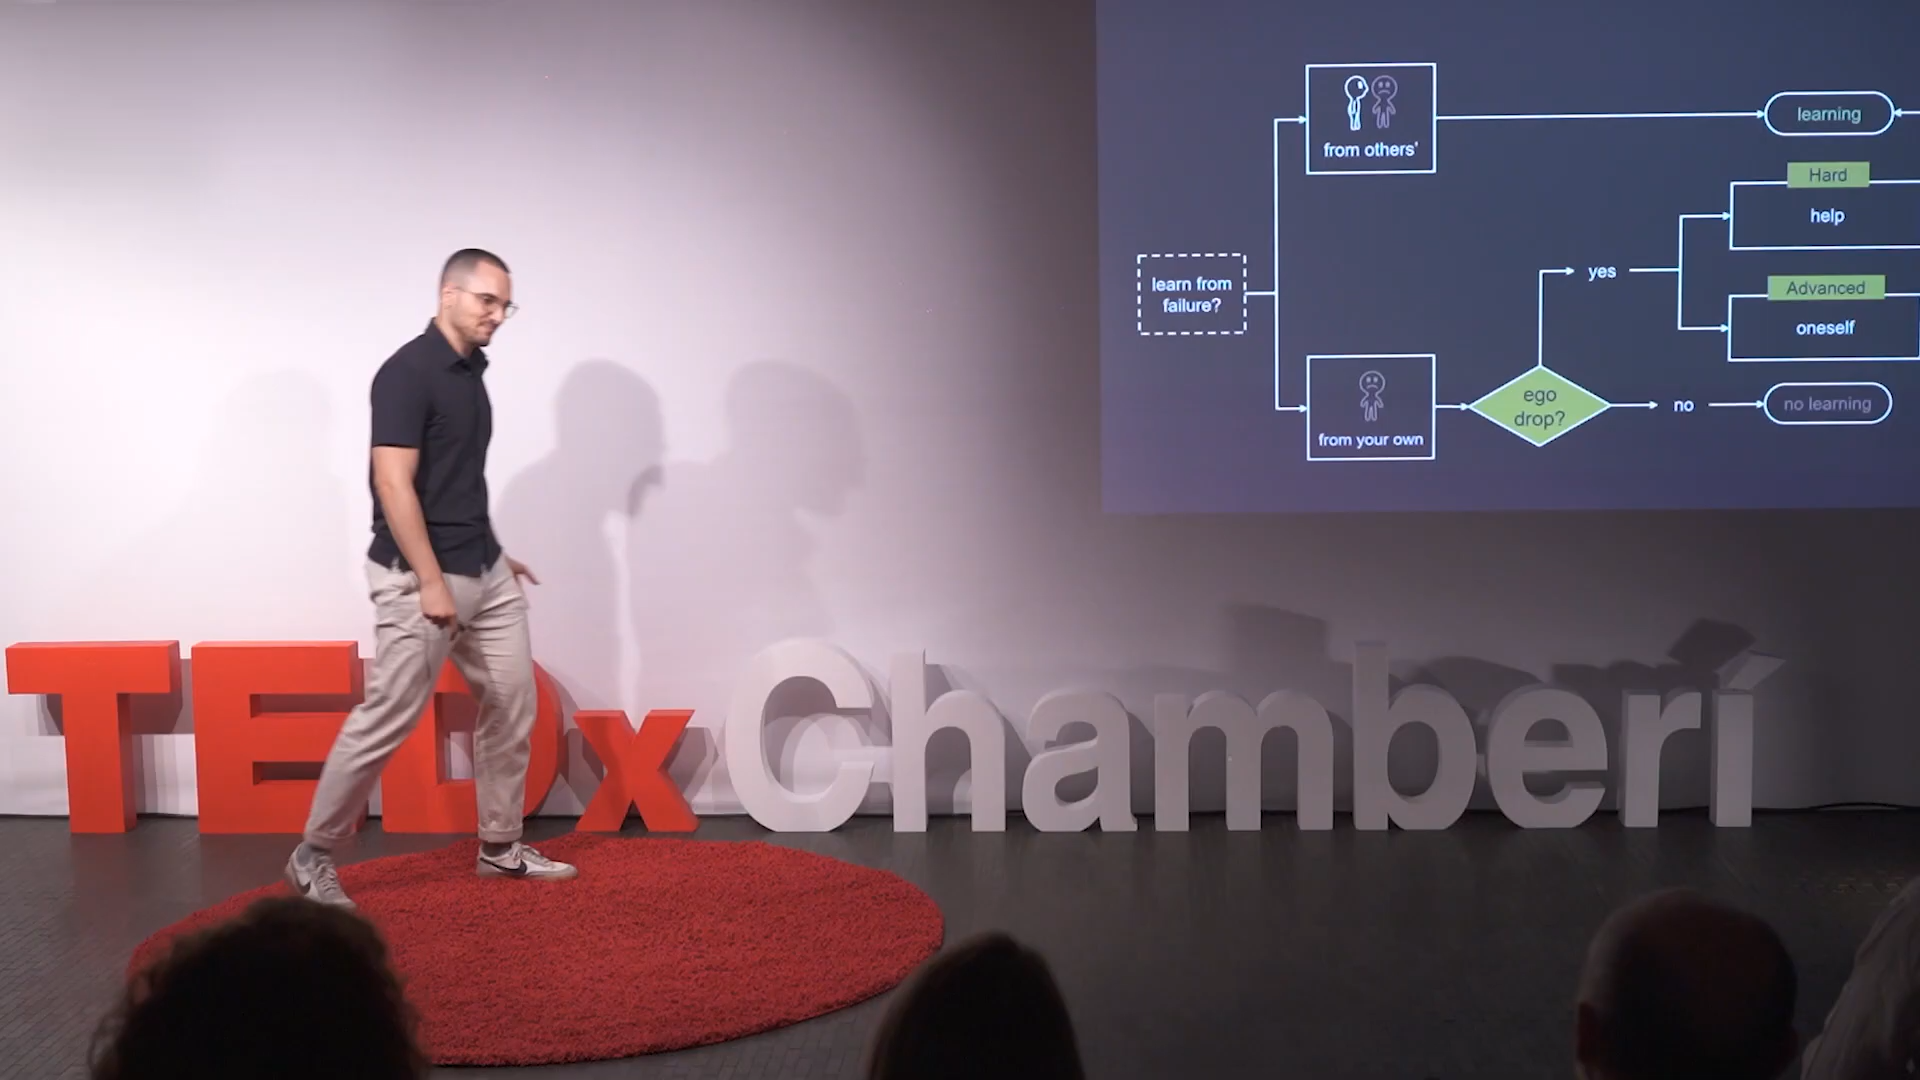 from others'
learning
Hard
help
learn from
failure?
yes
Advanced
oneself
ego
drop?
no
no learning
from your own
TEDxChamberí